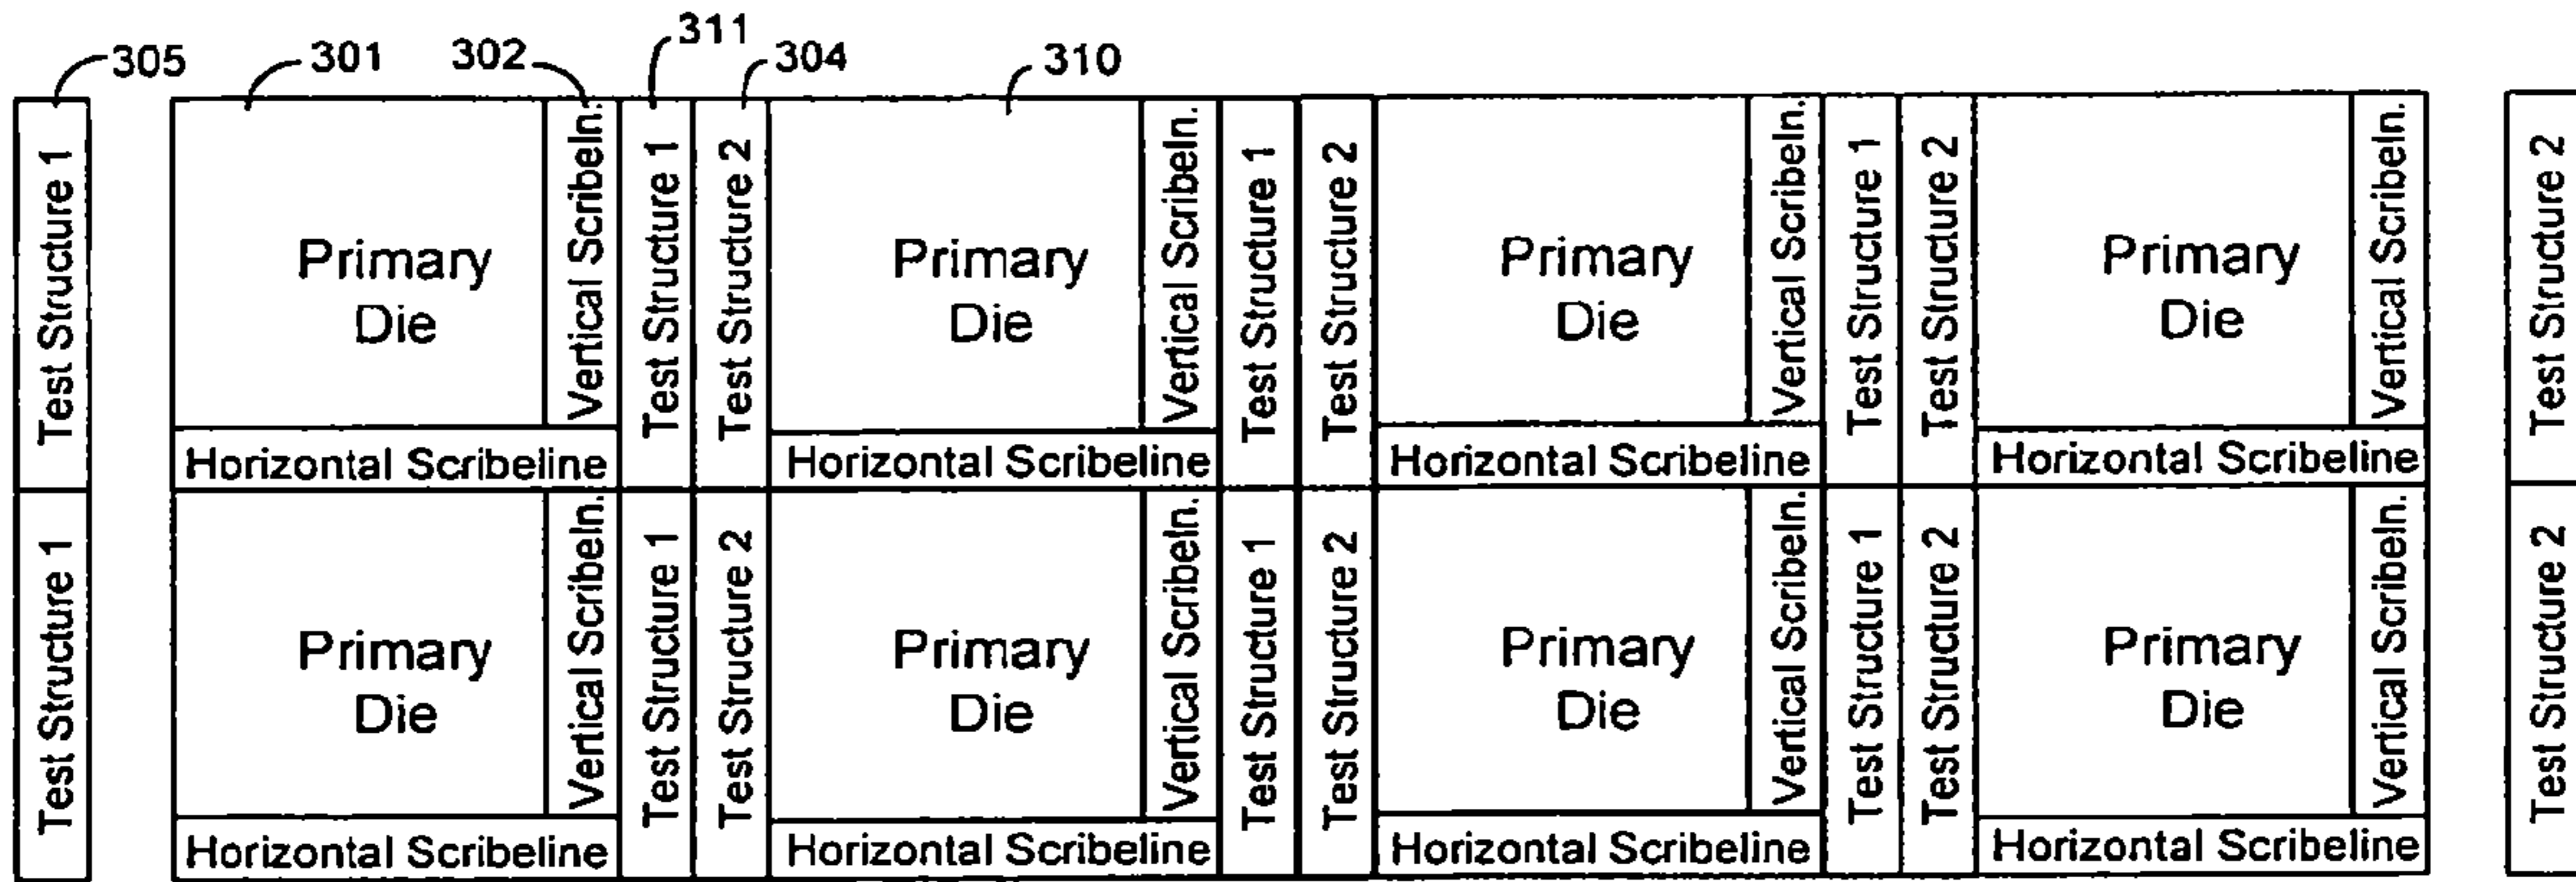 305
301
302
311
304
310
Test Structure 1
Primary
Die
Vertical Scribeln.
Horizontal Scribeline
Test Structure 1
Test Structure 2
Primary
Die
Vertical Scribeln.
Horizontal Scribeline
Test Structure 1
Test Structure 2
Primary
Die
Vertical Scribeln.
Horizontal Scribeline
Test Structure 1
Test Structure 2
Primary
Die
Vertical Scribeln.
Horizontal Scribeline
Test Structure 2
Test Structure 1
Primary
Die
Vertical Scribeln.
Horizontal Scribeline
Test Structure 1
Test Structure 2
Primary
Die
Vertical Scribeln.
Horizontal Scribeline
Test Structure 1
Test Structure 2
Primary
Die
Vertical Scribeln.
Horizontal Scribeline
Test Structure 1
Test Structure 2
Primary
Die
Vertical Scribeln.
Horizontal Scribeline
Test Structure 2